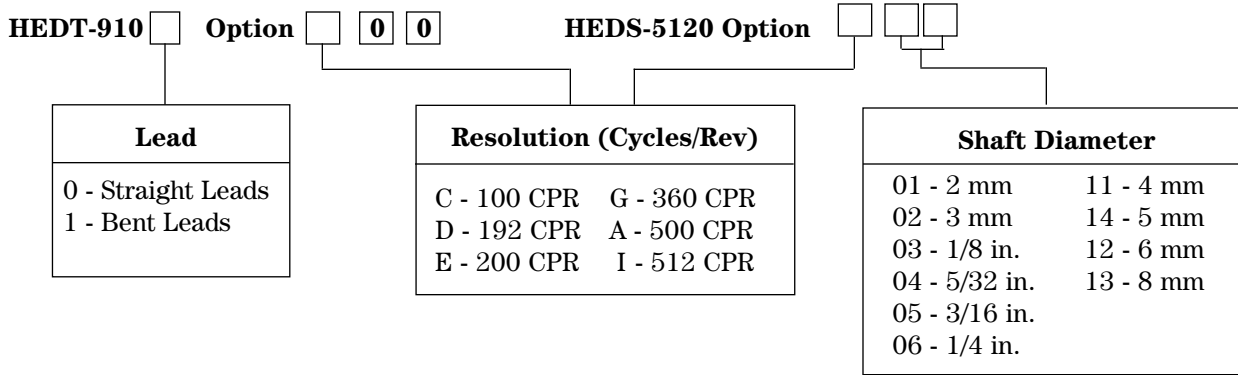 HEDT-910 Option 0 0 HEDS-5120 Option
Lead
0 - Straight Leads
1 - Bent Leads
Resolution (Cycles/Rev)
C - 100 CPR G - 360 CPR
D - 192 CPR A - 500 CPR
E - 200 CPR I - 512 CPR
Shaft Diameter
01 - 2 mm 11 - 4 mm
02 - 3 mm 14 - 5 mm
03 - 1/8 in. 12 - 6 mm
04 - 5/32 in. 13 - 8 mm
05 - 3/16 in.
06 - 1/4 in.